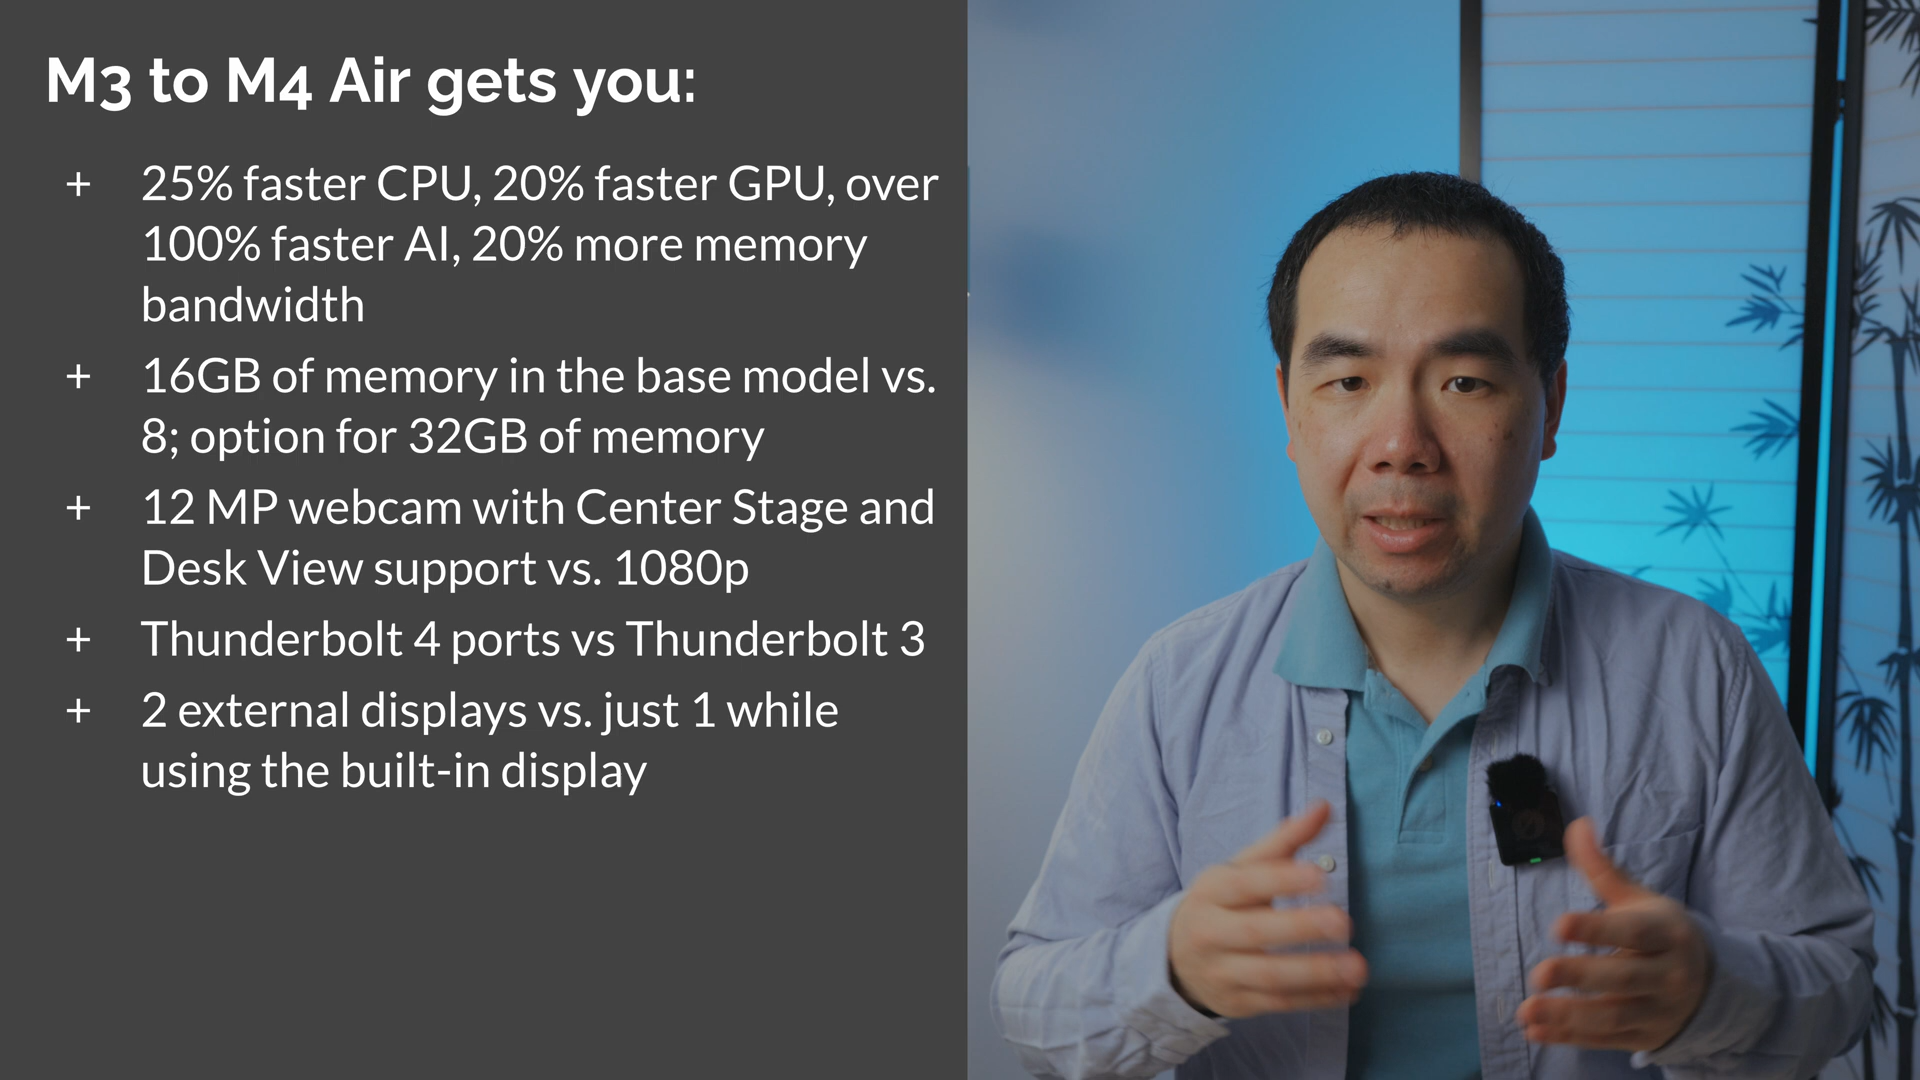 M3 to M4 Air gets you:
+ 25% faster CPU, 20% faster GPU, over
100% faster AI, 20% more memory
bandwidth
+ 16GB of memory in the base model vs.
8; option for 32GB of memory
+ 12 MP webcam with Center Stage and
Desk View support vs. 1080p
+ Thunderbolt 4 ports vs Thunderbolt 3
+ 2 external displays vs. just 1 while
using the built-in display